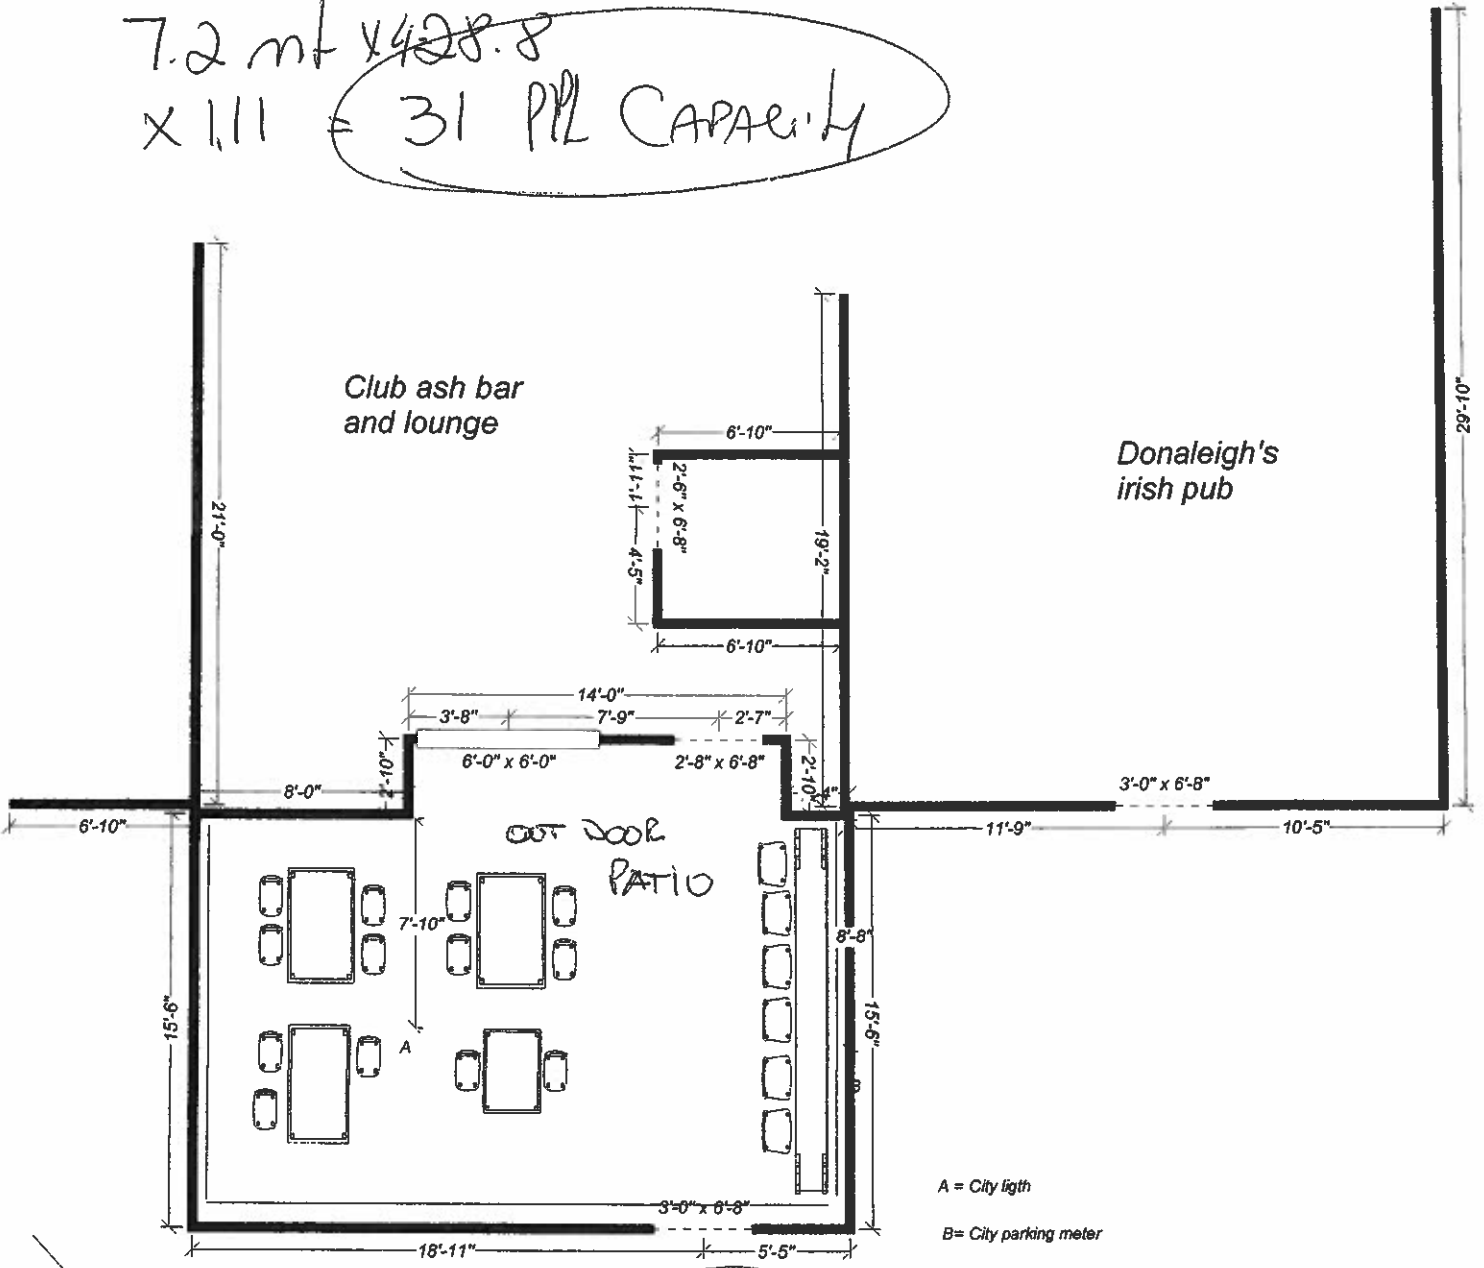 7.2 mt x 428.8
x 1.11 = 31 PPL CAPACITY
Club ash bar
and lounge
Donaleigh's
irish pub
21'-0"
29'-10"
6'-10"
1'-11"
2'-6" x 6'-8"
4'-5"
19'-2"
6'-10"
14'-0"
3'-8"
7'-9"
2'-7"
6'-0" x 6'-0"
2'-8" x 6'-8"
2'-10"
2'-10"
8'-0"
6'-10"
3'-0" x 6'-8"
11'-9"
10'-5"
OUT DOOR
PATIO
7'-10"
A
8'-8"
15'-6"
15'-6"
B
3'-0" x 6'-8"
18'-11"
5'-5"
A = City ligth
B= City parking meter